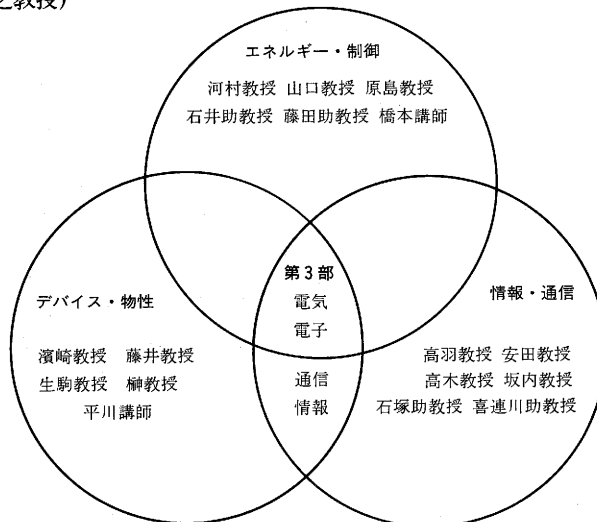 教授）
エネルギー・制御
河村教授 山口教授 原島教授
石井助教授 藤田助教授 橋本講師
第3部
電気
電子
通信
情報
デバイス・物性
濱崎教授 藤井教授
生駒教授 榊教授
平川講師
情報・通信
高羽教授 安田教授
高木教授 坂内教授
石塚助教授 喜連川助教授